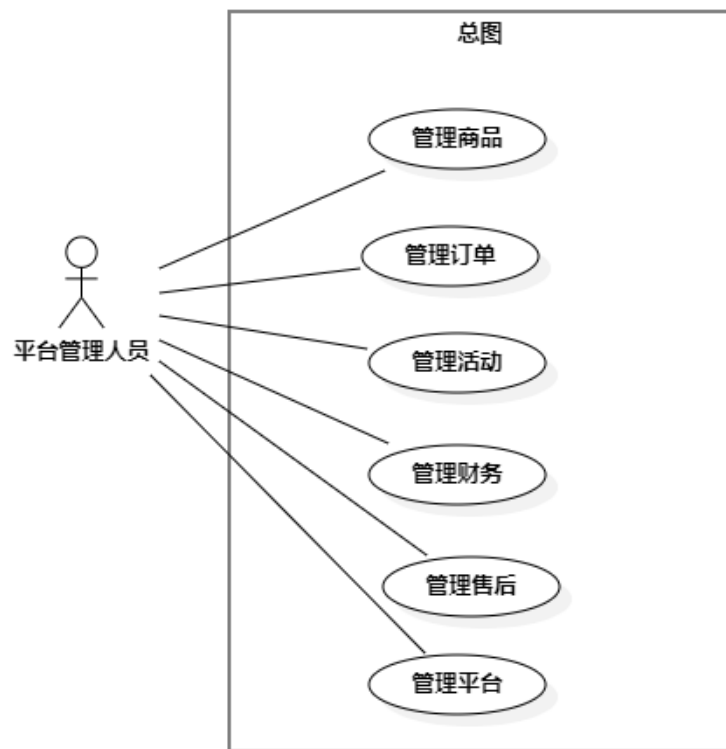 总图
管理商品
管理订单
平台管理人员
管理活动
管理财务
管理售后
管理平台